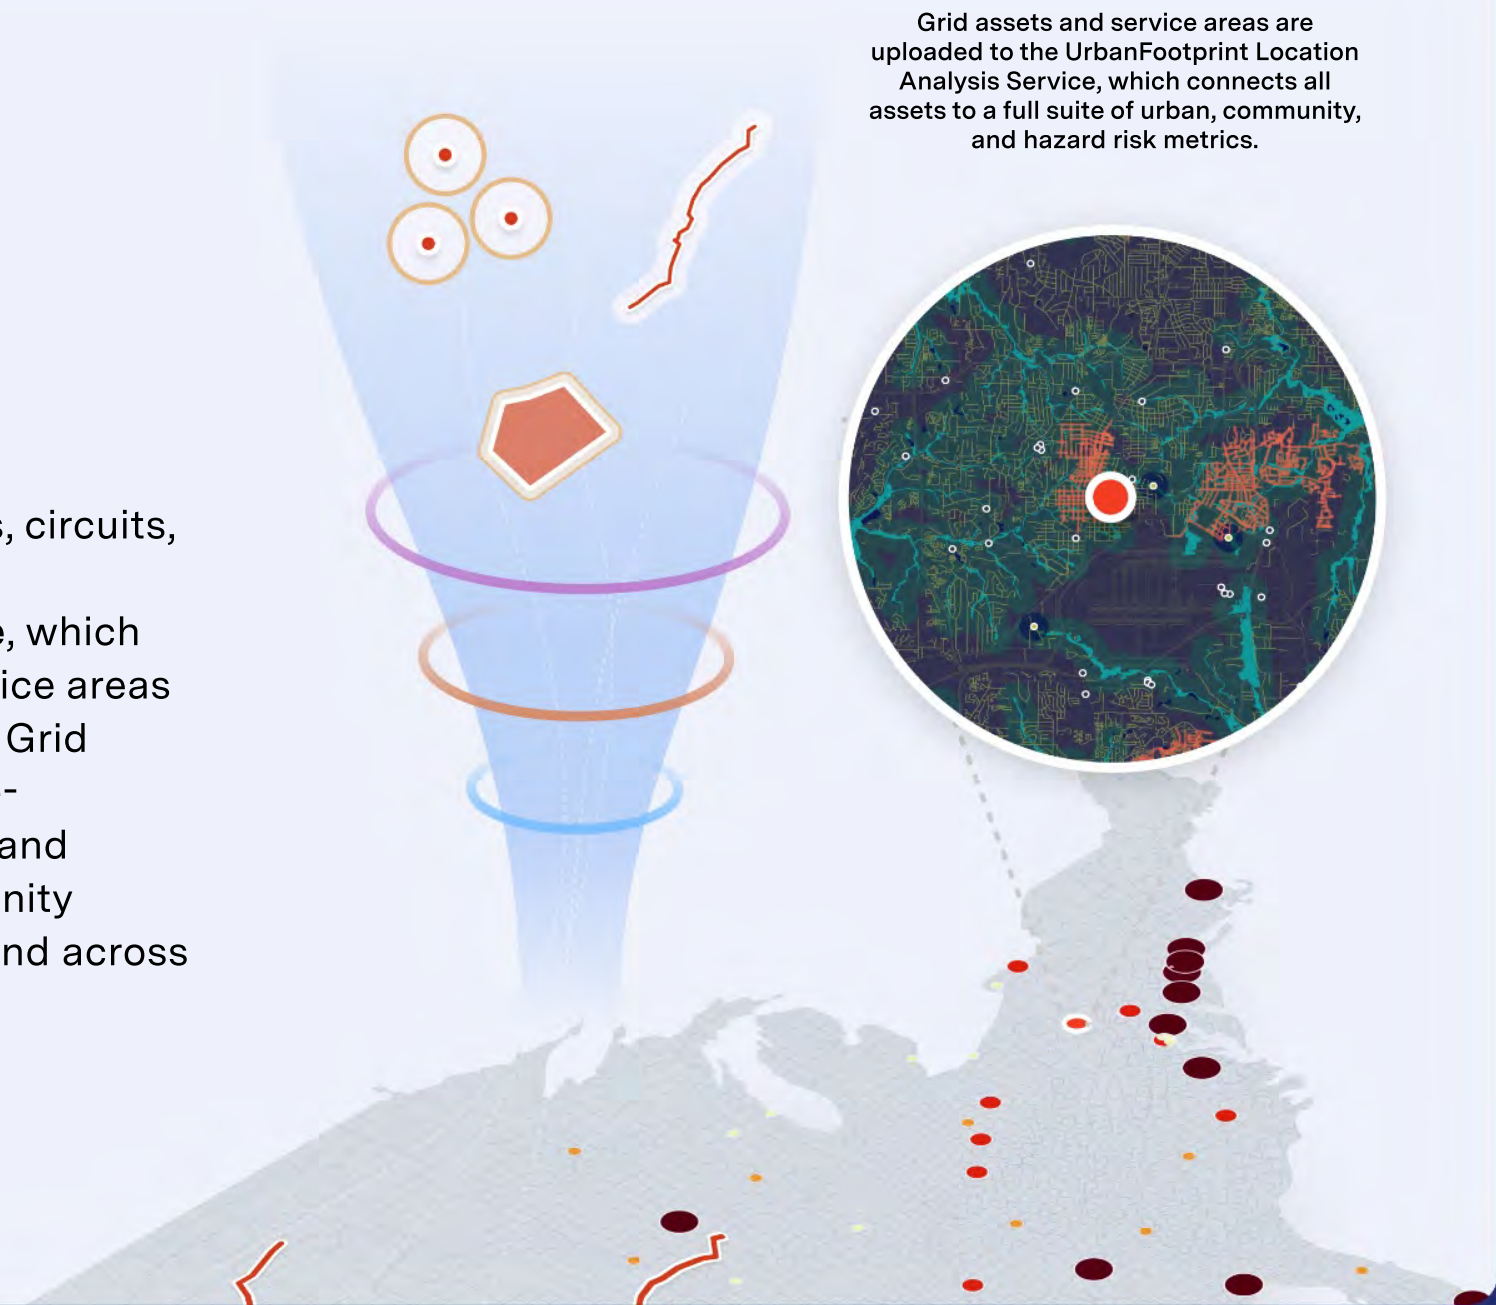 Grid assets and service areas are
uploaded to the UrbanFootprint Location
Analysis Service, which connects all
assets to a full suite of urban, community,
and hazard risk metrics.
, circuits,
, which
ice areas
Grid
-
and
nity
nd across